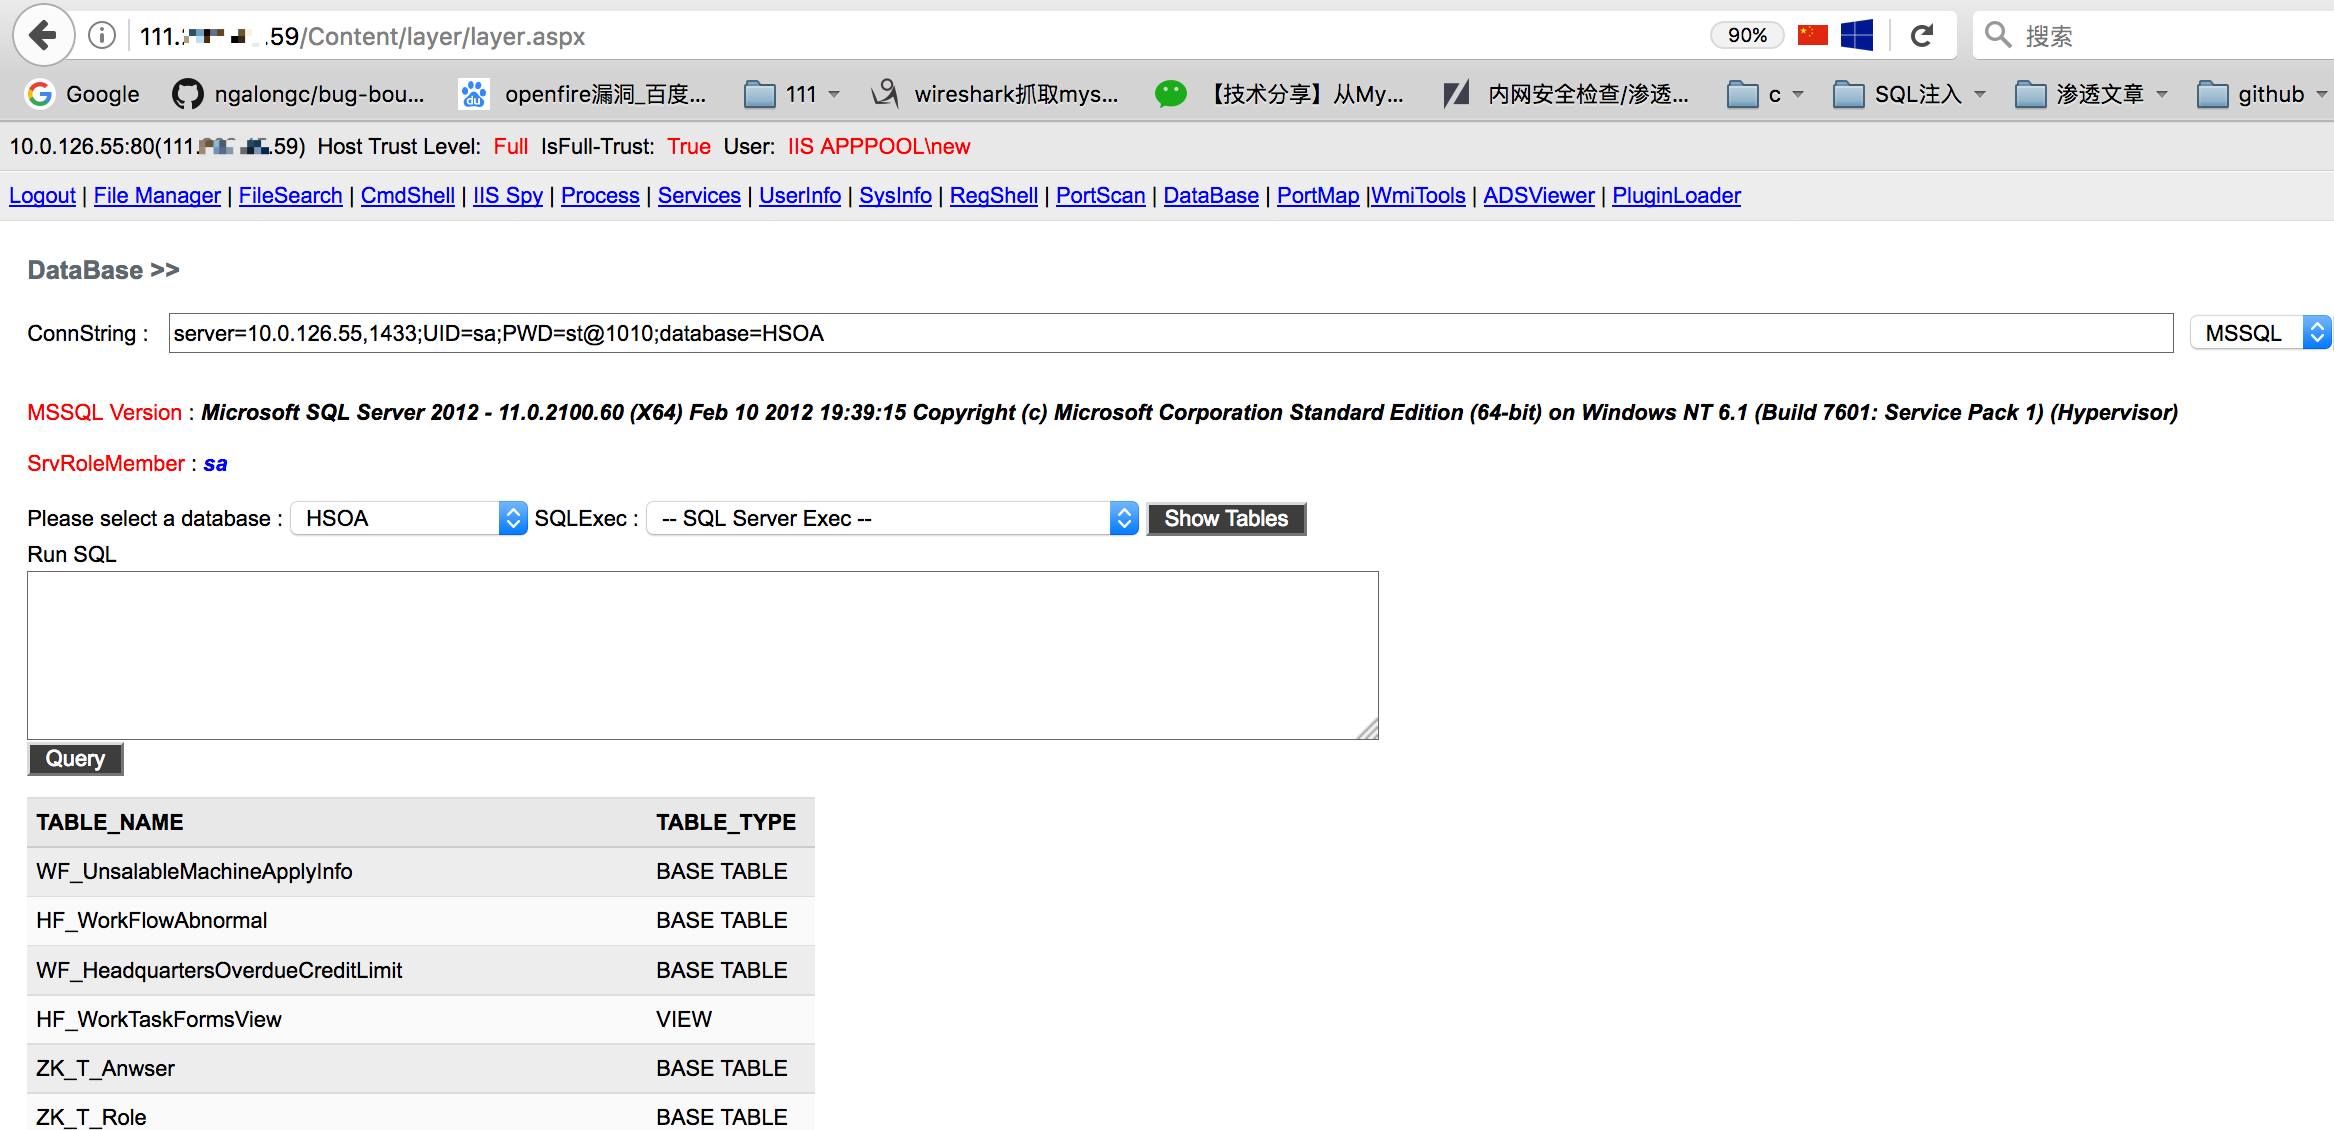 111. .59/Content/layer/layer.aspx 90% 搜索
Google ngalongc/bug-bou... openfire漏洞_百度... 111 wireshark抓取mys... 【技术分享】从My... 内网安全检查/渗透... c SQL注入 渗透文章 github
10.0.126.55:80(111. .59) Host Trust Level: Full IsFull-Trust: True User: IIS APPPOOL\new
Logout | File Manager | FileSearch | CmdShell | IIS Spy | Process | Services | UserInfo | SysInfo | RegShell | PortScan | DataBase | PortMap |WmiTools | ADSViewer | PluginLoader
DataBase >>
ConnString : server=10.0.126.55,1433;UID=sa;PWD=st@1010;database=HSOA MSSQL
MSSQL Version : Microsoft SQL Server 2012 - 11.0.2100.60 (X64) Feb 10 2012 19:39:15 Copyright (c) Microsoft Corporation Standard Edition (64-bit) on Windows NT 6.1 (Build 7601: Service Pack 1) (Hypervisor)
SrvRoleMember : sa
Please select a database : HSOA SQLExec : -- SQL Server Exec -- Show Tables
Run SQL
Query
TABLE_NAME TABLE_TYPE
WF_UnsalableMachineApplyInfo BASE TABLE
HF_WorkFlowAbnormal BASE TABLE
WF_HeadquartersOverdueCreditLimit BASE TABLE
HF_WorkTaskFormsView VIEW
ZK_T_Anwser BASE TABLE
ZK_T_Role BASE TABLE